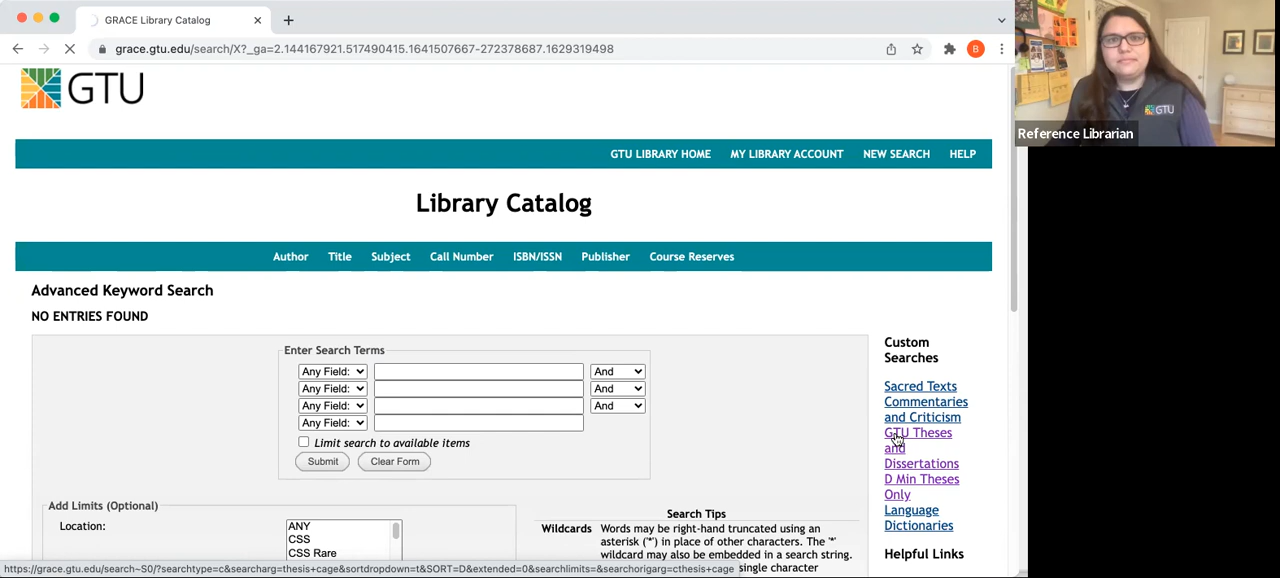 GRACE Library Catalog
grace.gtu.edu/search/X?_ga=2.144167921.517490415.1641507667-272378687.1629319498
B
GTU
GTU
Reference Librarian
GTU LIBRARY HOME MY LIBRARY ACCOUNT NEW SEARCH HELP
Library Catalog
Author Title Subject Call Number ISBN/ISSN Publisher Course Reserves
Advanced Keyword Search
NO ENTRIES FOUND
Enter Search Terms
Any Field: And
Any Field: And
Any Field: And
Any Field:
Limit search to available items
Submit Clear Form
Custom
Searches
Sacred Texts
Commentaries
and Criticism
GTU Theses
and
Dissertations
D Min Theses
Only
Language
Dictionaries
Helpful Links
Add Limits (Optional)
Location:
ANY
CSS
CSS Rare
Search Tips
Wildcards Words may be right-hand truncated using an
asterisk ('*') in place of other characters. The '*'
wildcard may also be embedded in a search string.
single character
https://grace.gtu.edu/search~S0/?searchtype=c&searcharg=thesis+cage&sortdropdown=t&SORT=D&extended=0&searchlimits=&searchorigarg=cthesis+cage